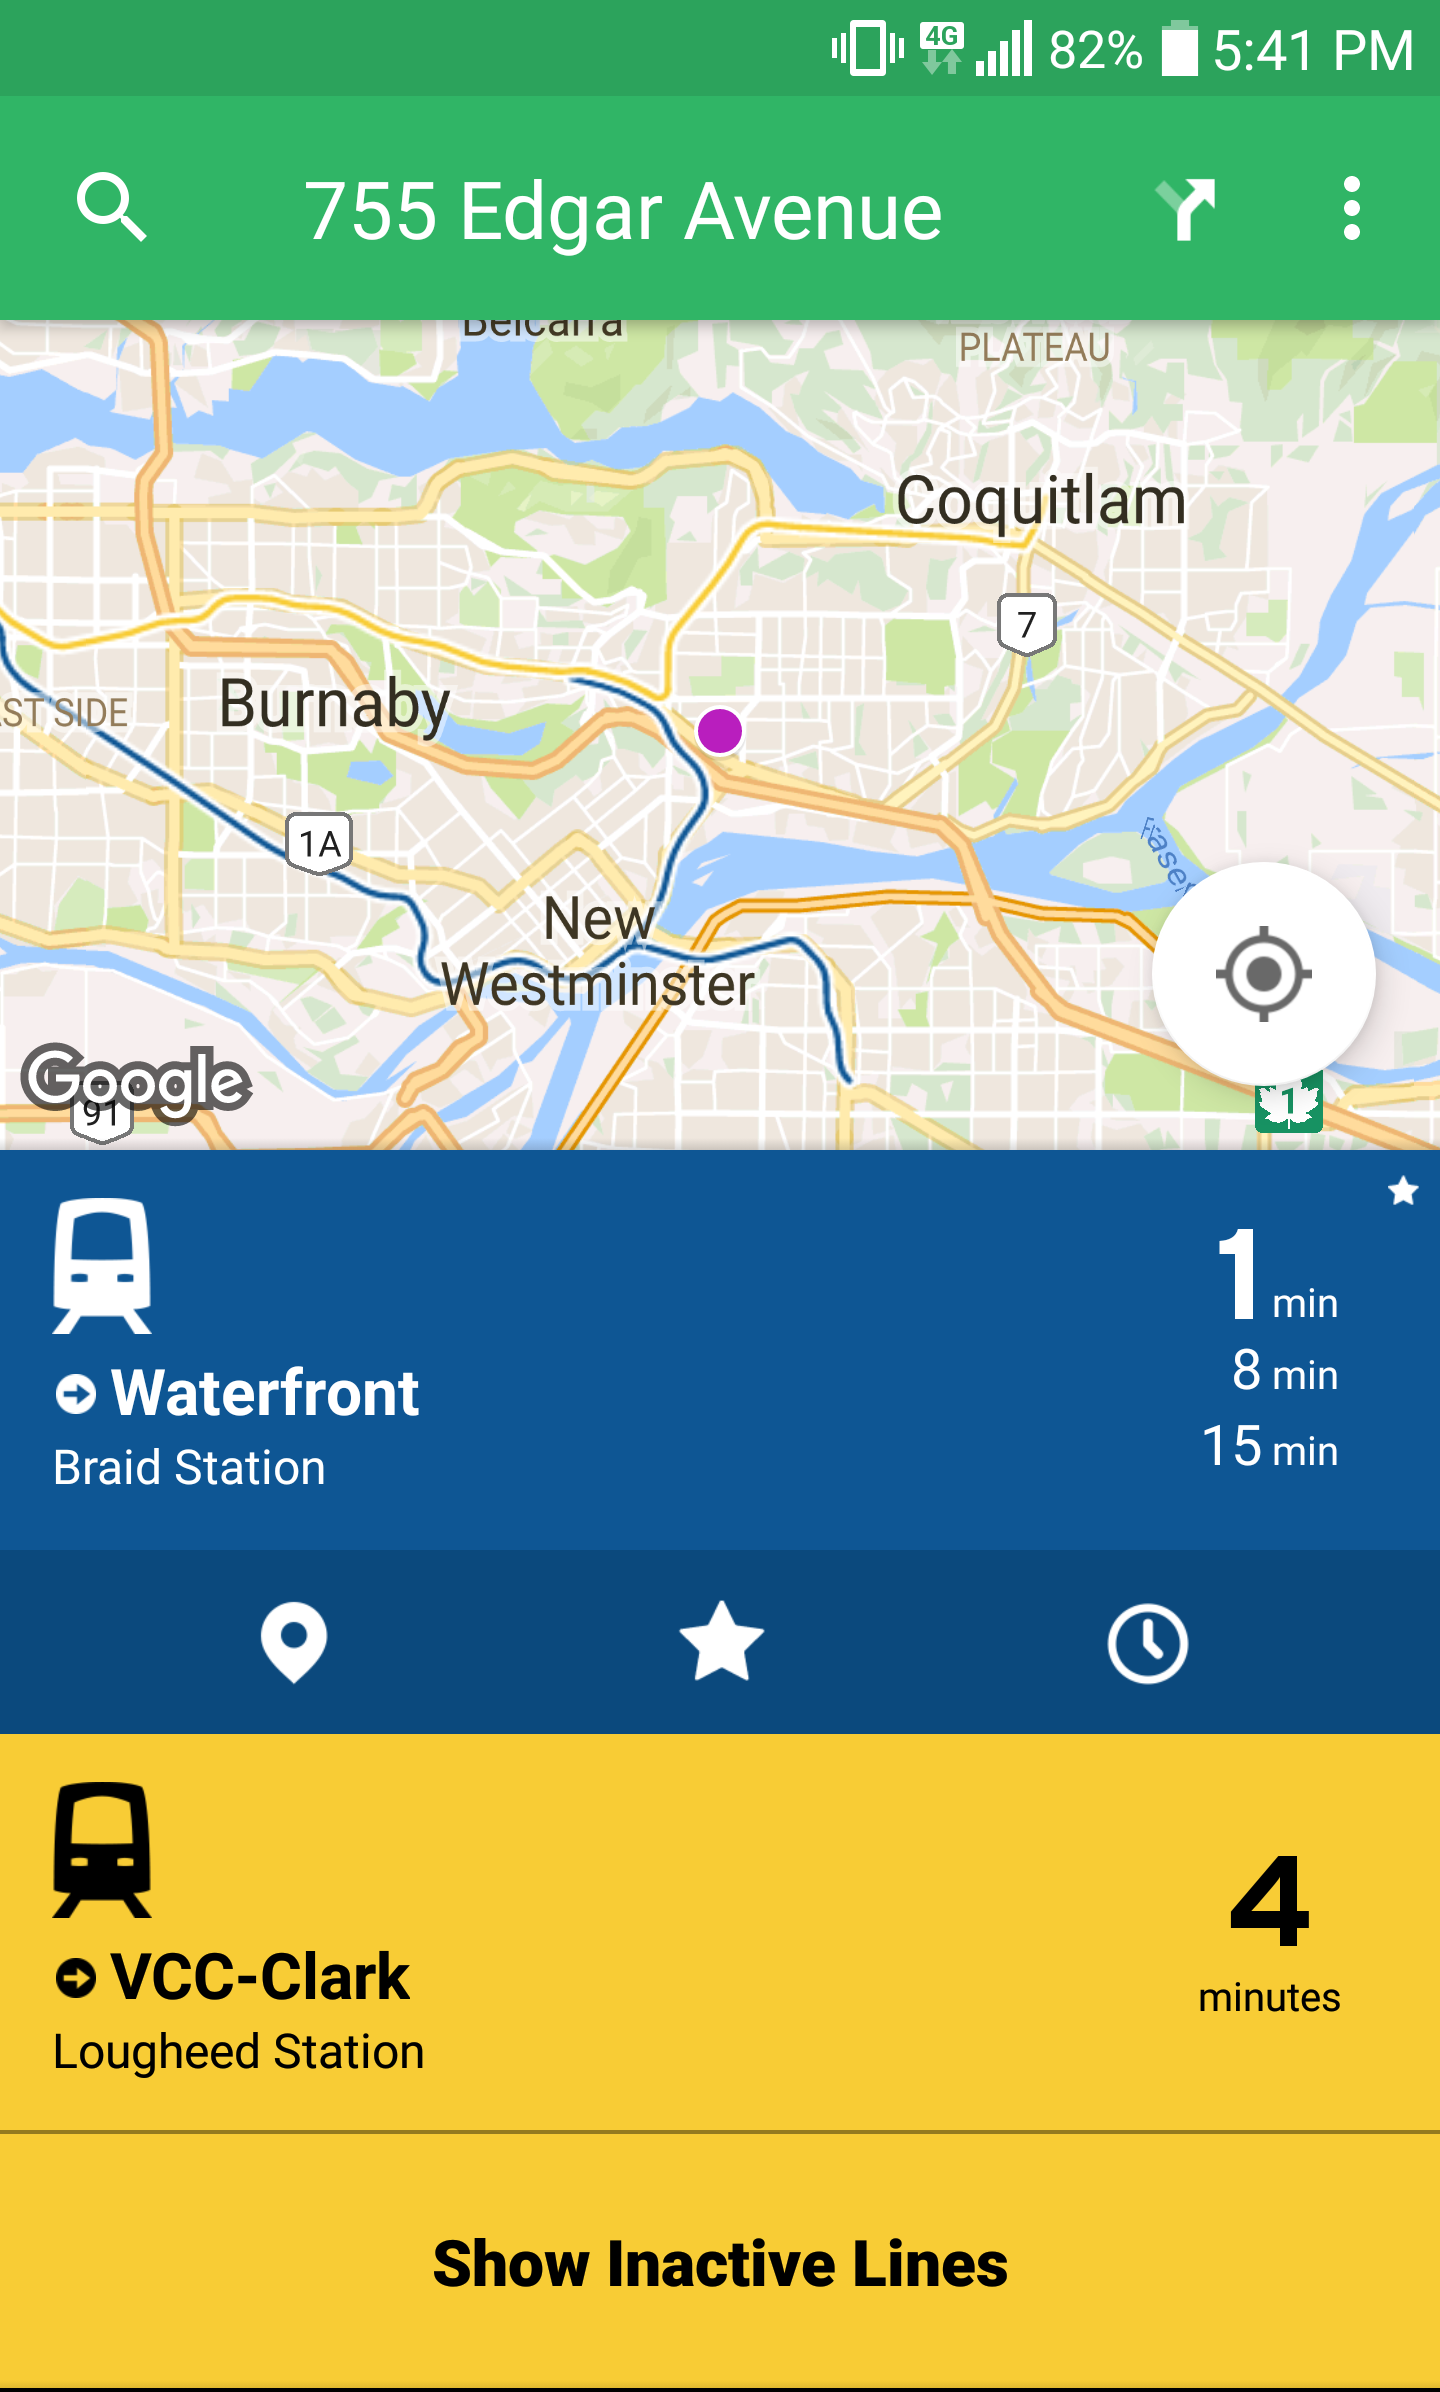 4G 82% 5:41 PM
755 Edgar Avenue
Belcarra
PLATEAU
Coquitlam
7
Burnaby
ST SIDE
1A
Fraser
New
Westminster
Google
91
1
1 min
8 min
15 min
Waterfront
Braid Station
4
minutes
VCC-Clark
Lougheed Station
Show Inactive Lines